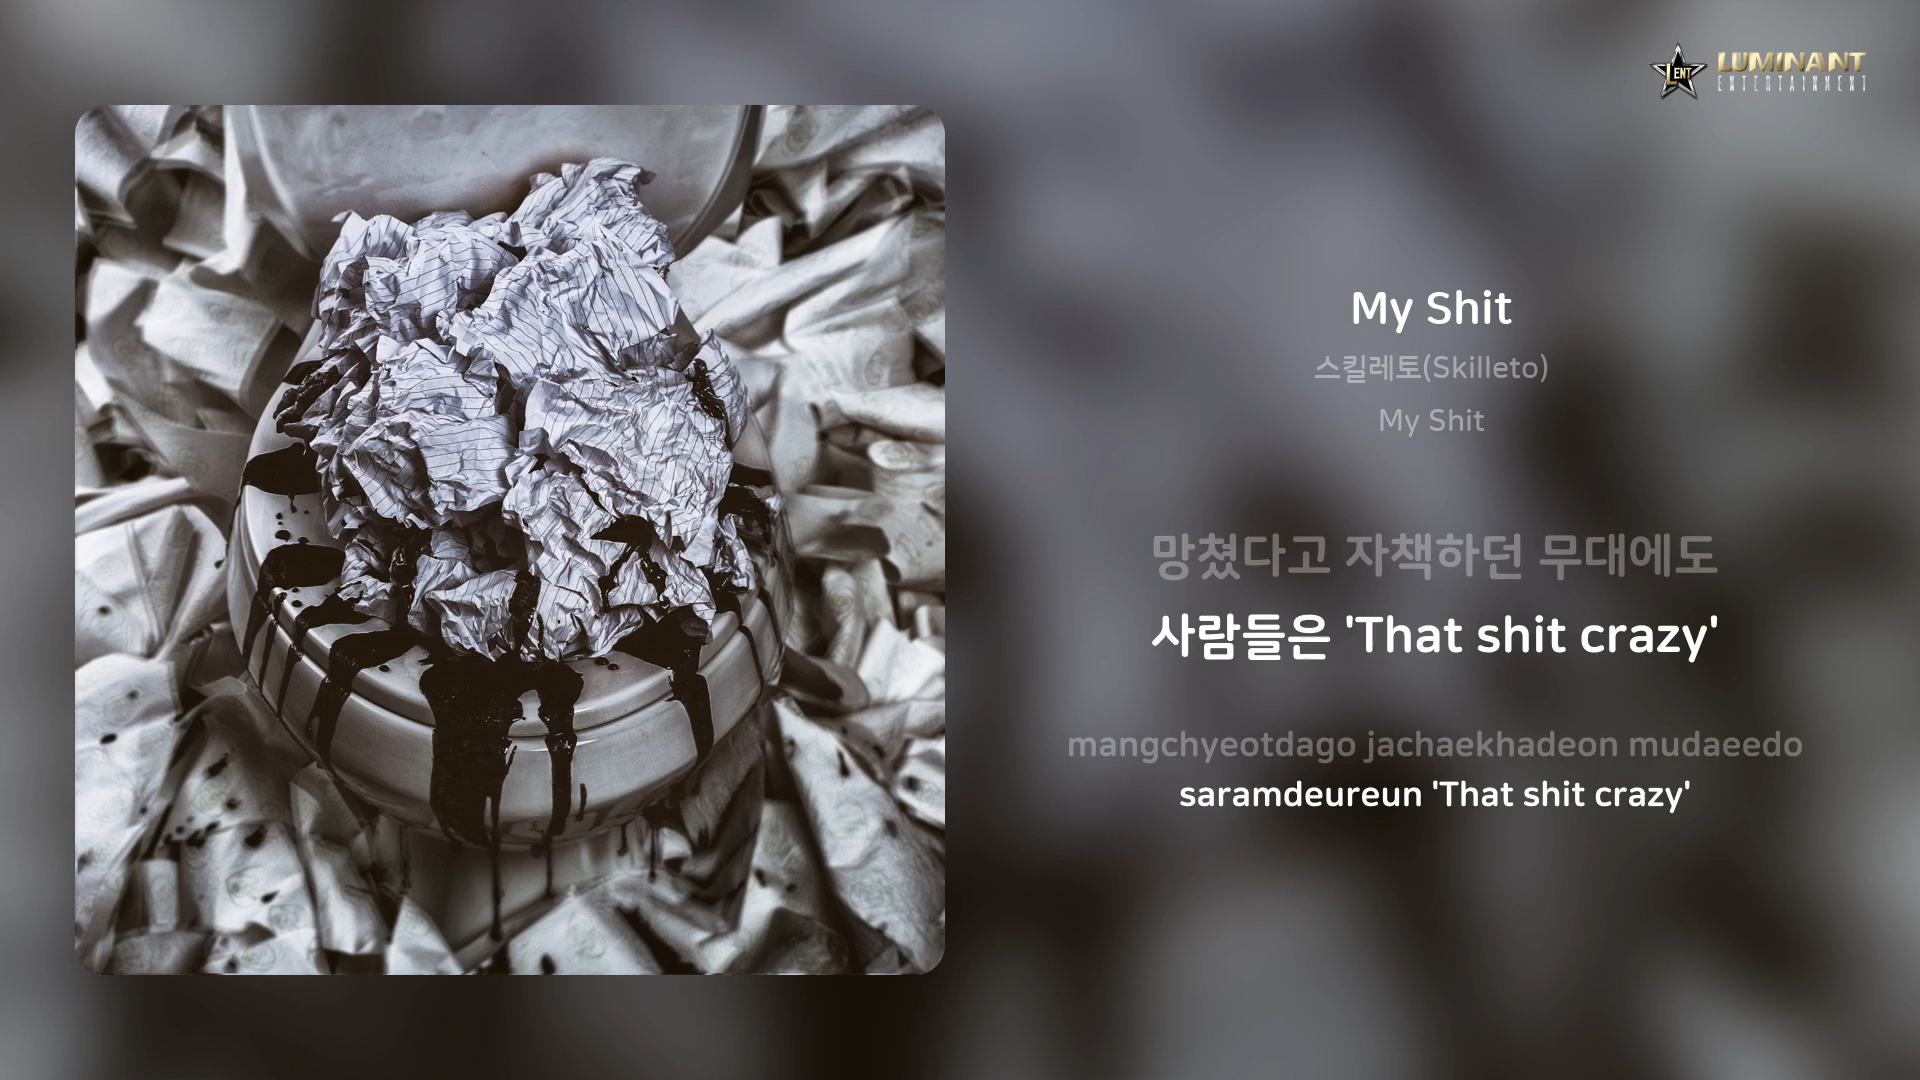 LENT
LUMINANT
ENTERTAINMENT
My Shit
스킬레토(Skilleto)
My Shit
망쳤다고 자책하던 무대에도
사람들은 'That shit crazy'
mangchyeotdago jachaekhadeon mudaeedo
saramdeureun 'That shit crazy'